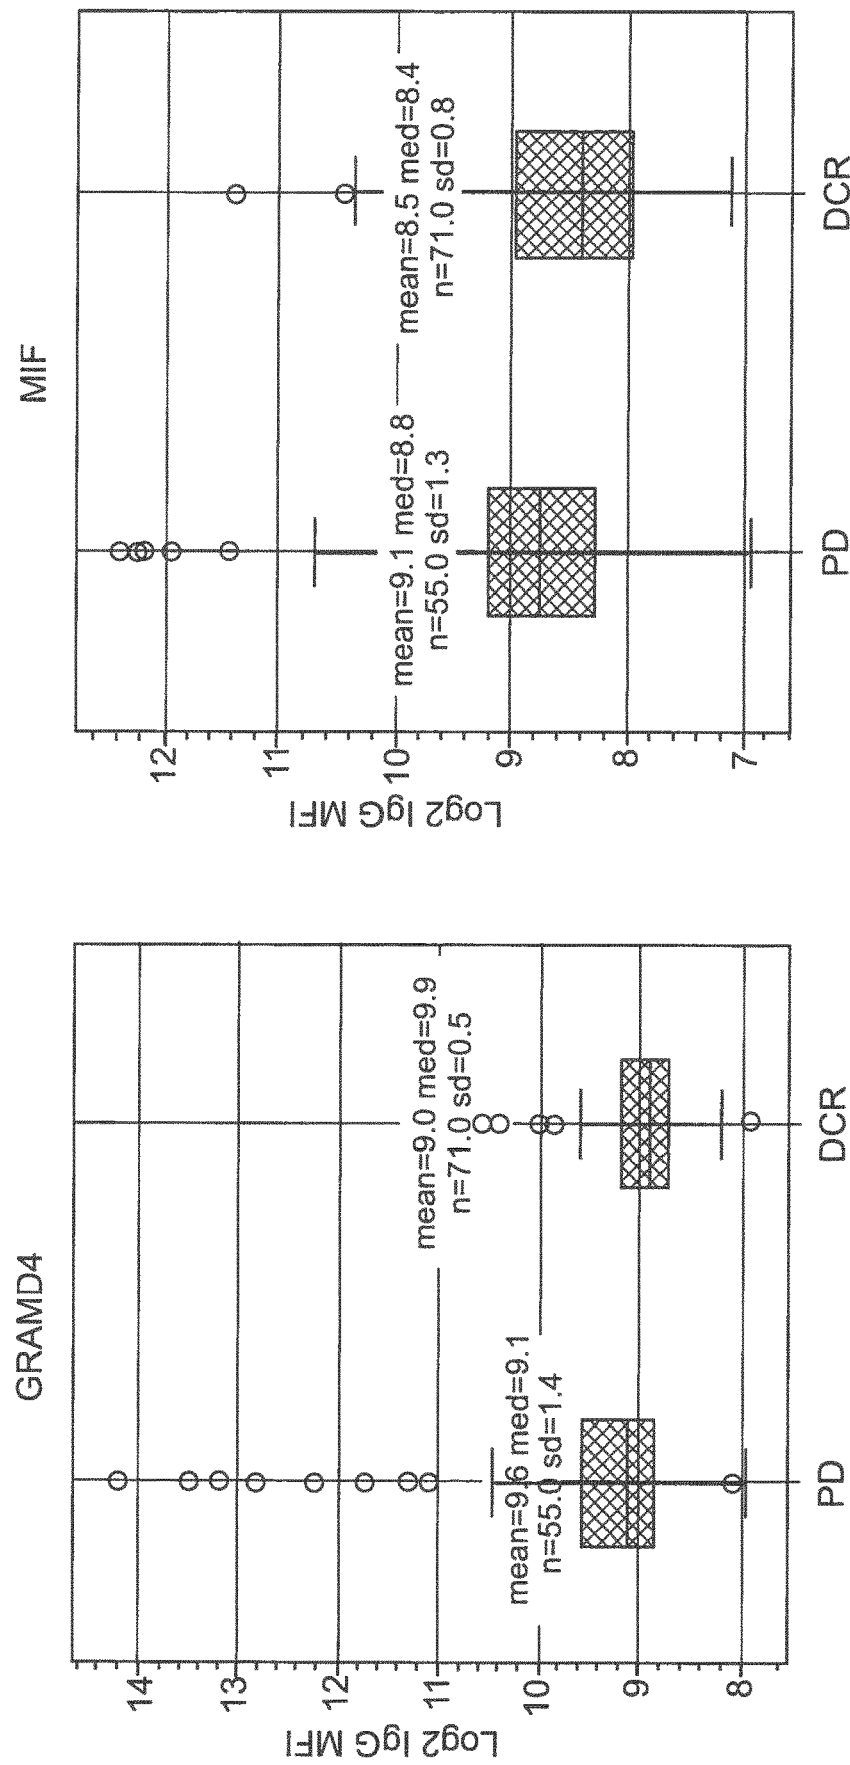 GRAMD4
Log2 IgG MFI
14
13
12
11
10
9
8
mean=9.6 med=9.1
n=55.0 sd=1.4
mean=9.0 med=9.9
n=71.0 sd=0.5
PD
DCR
MIF
Log2 IgG MFI
12
11
10
9
8
7
mean=9.1 med=8.8
n=55.0 sd=1.3
mean=8.5 med=8.4
n=71.0 sd=0.8
PD
DCR